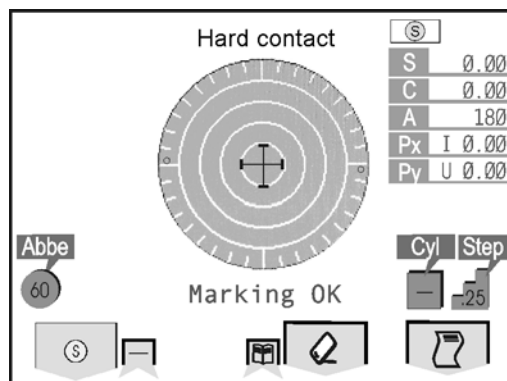 Hard contact
S
S 0.00
C 0.00
A 180
Px I 0.00
Py U 0.00
Abbe
60
Cyl Step
– .25
Marking OK
S –